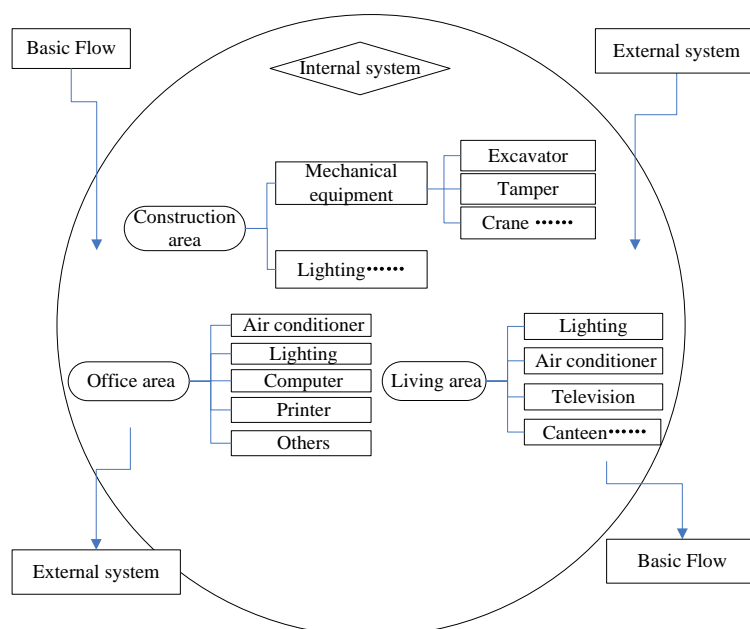 Basic Flow
External system
Internal system
Mechanical
equipment
Excavator
Tamper
Crane ••••••
Construction
area
Lighting••••••
Office area
Air conditioner
Lighting
Computer
Printer
Others
Living area
Lighting
Air conditioner
Television
Canteen••••••
External system
Basic Flow